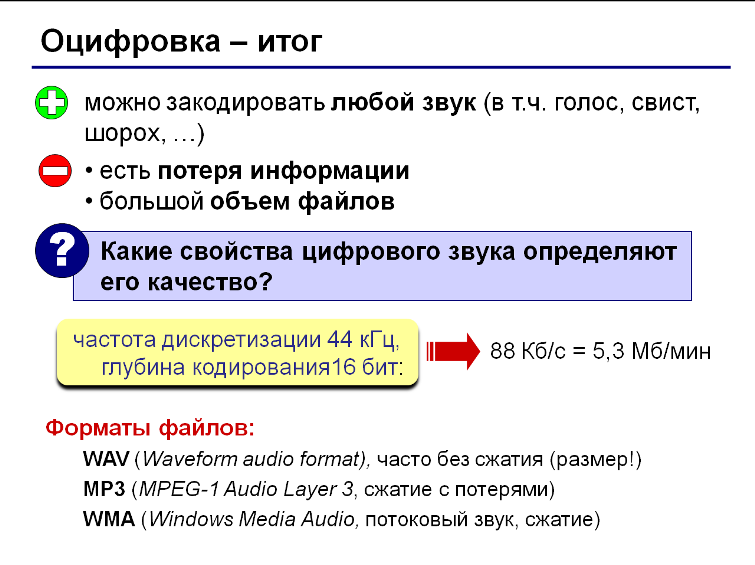 Оцифровка – итог
можно закодировать любой звук (в т.ч. голос, свист,
шорох, …)
• есть потеря информации
• большой объем файлов
?
Какие свойства цифрового звука определяют
его качество?
частота дискретизации 44 кГц,
глубина кодирования16 бит:
88 Кб/с = 5,3 Мб/мин
Форматы файлов:
WAV (Waveform audio format), часто без сжатия (размер!)
MP3 (MPEG-1 Audio Layer 3, сжатие с потерями)
WMA (Windows Media Audio, потоковый звук, сжатие)